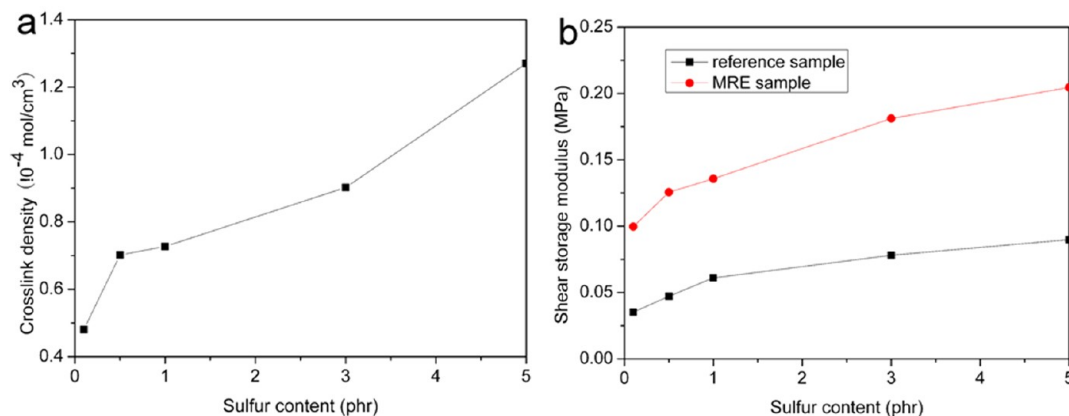 a
1.4
1.2
1.0
0.8
0.6
0.4
Crosslink density (!0⁻⁴ mol/cm³)
0 1 2 3 4 5
Sulfur content (phr)
b
0.25
0.20
0.15
0.10
0.05
0.00
Shear storage modulus (MPa)
reference sample
MRE sample
0 1 2 3 4 5
Sulfur content (phr)